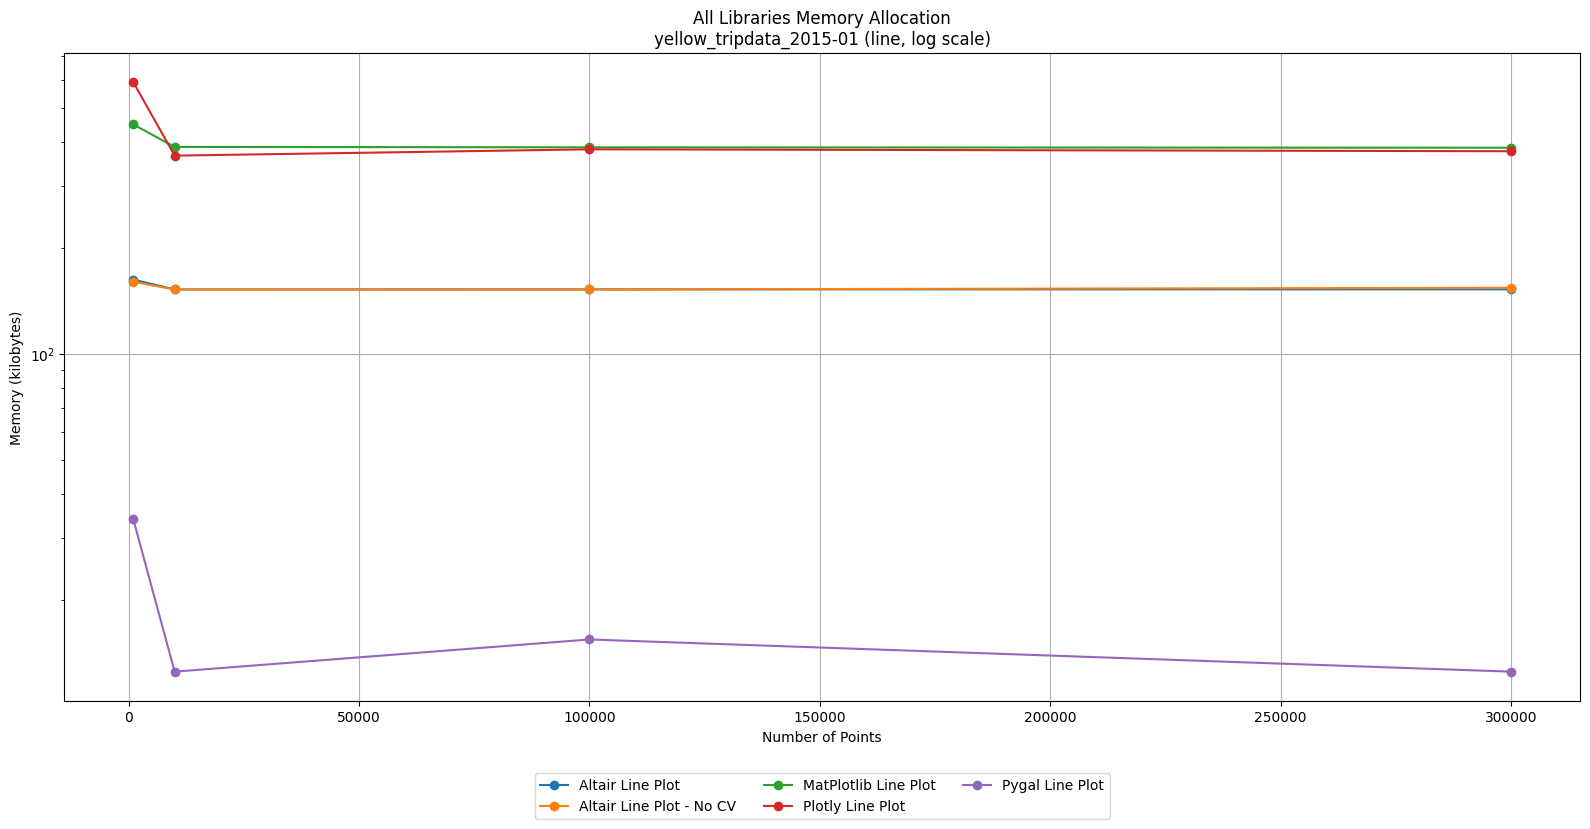 All Libraries Memory Allocation
yellow_tripdata_2015-01 (line, log scale)
Memory (kilobytes)
10²
0 50000 100000 150000 200000 250000 300000
Number of Points
Altair Line Plot MatPlotlib Line Plot Pygal Line Plot
Altair Line Plot - No CV Plotly Line Plot